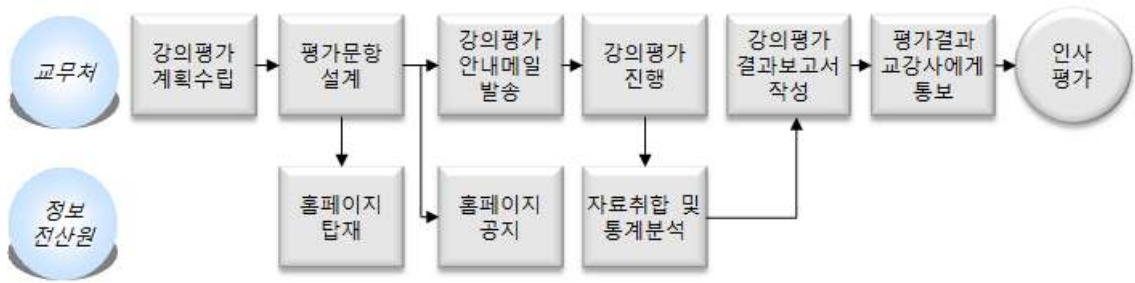 교무처
강의평가
계획수립
평가문항
설계
강의평가
안내메일
발송
강의평가
진행
강의평가
결과보고서
작성
평가결과
교강사에게
통보
인사
평가
정보
전산원
홈페이지
탑재
홈페이지
공지
자료취합 및
통계분석